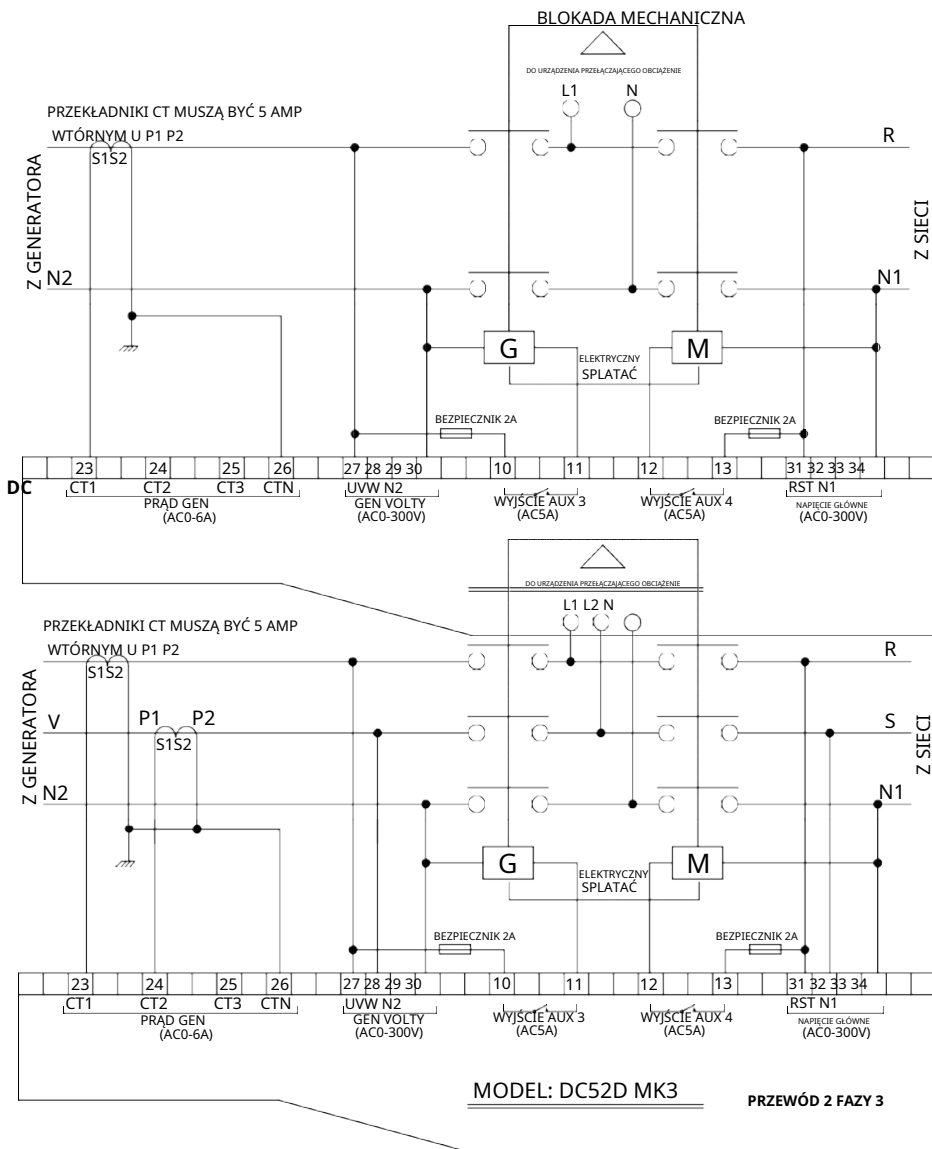 BLOKADA MECHANICZNA
DO URZĄDZENIA PRZEŁĄCZAJĄCEGO OBCIĄŻENIE
L1 N
PRZEKŁADNIKI CT MUSZĄ BYĆ 5 AMP
WTÓRNYM U P1 P2
R
S1S2
Z GENERATORA
Z SIECI
N2
N1
G
M
ELEKTRYCZNY
SPLATAĆ
BEZPIECZNIK 2A
BEZPIECZNIK 2A
23 24 25 26 27 28 29 30 10 11 12 13 31 32 33 34
DC
CT1 CT2 CT3 CTN UVW N2 RST N1
PRĄD GEN
(AC0-6A)
GEN VOLTY
(AC0-300V)
WYJŚCIE AUX 3
(AC5A)
WYJŚCIE AUX 4
(AC5A)
NAPIĘCIE GŁÓWNE
(AC0-300V)
DO URZĄDZENIA PRZEŁĄCZAJĄCEGO OBCIĄŻENIE
L1 L2 N
PRZEKŁADNIKI CT MUSZĄ BYĆ 5 AMP
WTÓRNYM U P1 P2
R
S1S2
Z GENERATORA
Z SIECI
V
P1 P2
S
S1S2
N2
N1
G
M
ELEKTRYCZNY
SPLATAĆ
BEZPIECZNIK 2A
BEZPIECZNIK 2A
23 24 25 26 27 28 29 30 10 11 12 13 31 32 33 34
CT1 CT2 CT3 CTN UVW N2 RST N1
PRĄD GEN
(AC0-6A)
GEN VOLTY
(AC0-300V)
WYJŚCIE AUX 3
(AC5A)
WYJŚCIE AUX 4
(AC5A)
NAPIĘCIE GŁÓWNE
(AC0-300V)
MODEL: DC52D MK3
PRZEWÓD 2 FAZY 3